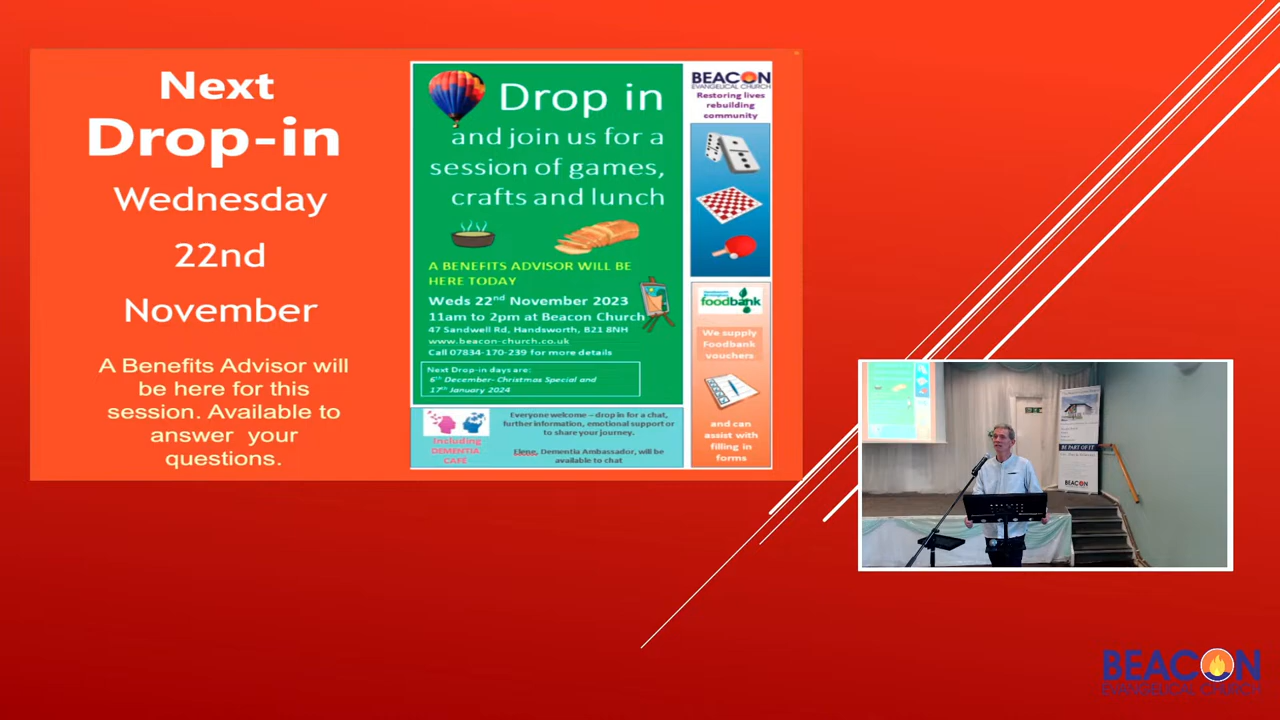 Next
Drop-in
Wednesday
22nd
November
A Benefits Advisor will
be here for this
session. Available to
answer your
questions.
Drop in
and join us for a
session of games,
crafts and lunch
A BENEFITS ADVISOR WILL BE
HERE TODAY
Weds 22nd November 2023
11am to 2pm at Beacon Church
47 Sandwell Rd, Handsworth, B21 8NH
www.beacon-church.co.uk
Call 07834-170-239 for more details
Next Drop-in days are:
6th December- Christmas Special and
17th January 2024
Including
DEMENTIA
CAFÉ
Everyone welcome – drop in for a chat,
further information, emotional support or
to share your journey.
Dementia Ambassador, will be
available to chat
BEACON
EVANGELICAL CHURCH
Restoring lives
rebuilding
community
foodbank
We supply
Foodbank
vouchers
and can
assist with
filling in
forms
BE PART OF IT
BEACON
BEACON
EVANGELICAL CHURCH